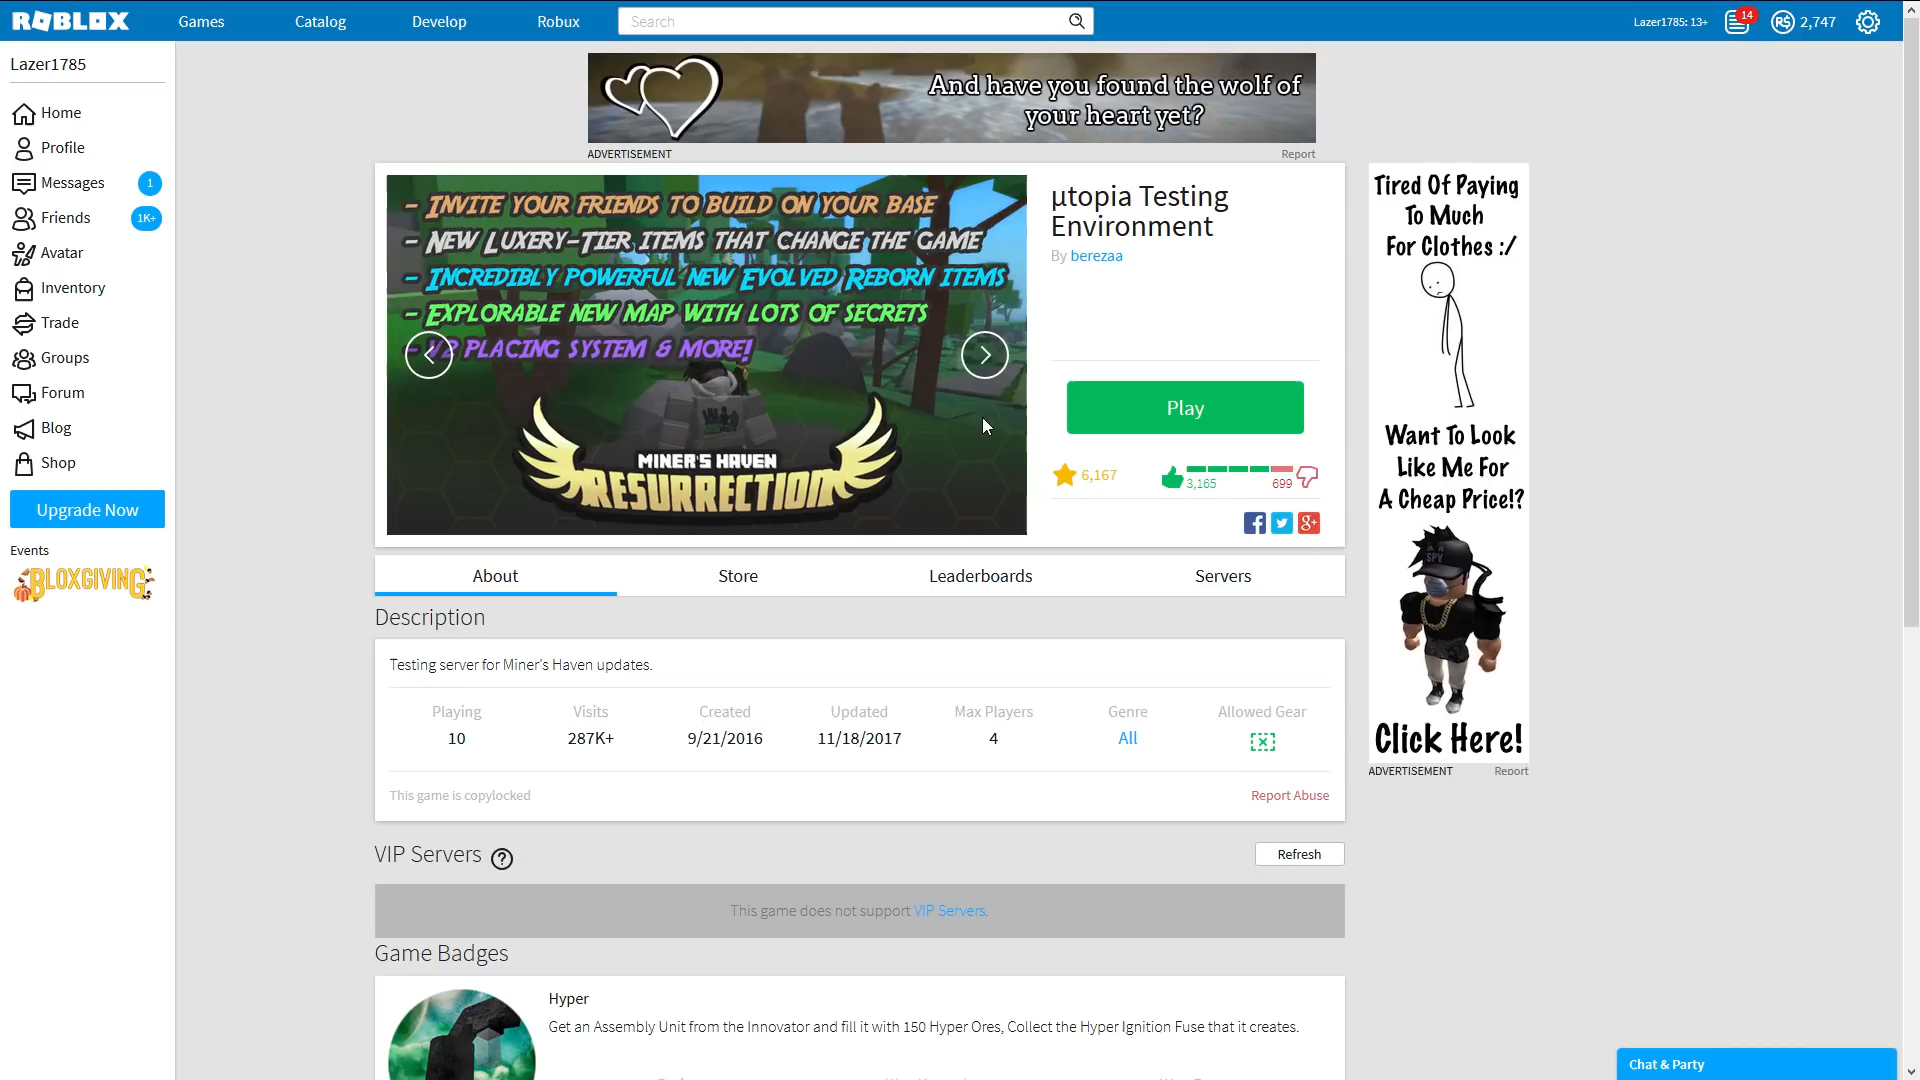 ROBLOX
Games
Catalog
Develop
Robux
Search
Lazer1785: 13+
14
R$
2,747
Lazer1785
Home
Profile
Messages
1
Friends
1K+
Avatar
Inventory
Trade
Groups
Forum
Blog
Shop
Upgrade Now
Events
BLOXGIVING
And have you found the wolf of
your heart yet?
ADVERTISEMENT
Report
- INVITE YOUR FRIENDS TO BUILD ON YOUR BASE
- NEW LUXERY-TIER ITEMS THAT CHANGE THE GAME
- INCREDIBLY POWERFUL NEW EVOLVED REBORN ITEMS
- EXPLORABLE NEW MAP WITH LOTS OF SECRETS
- V2 PLACING SYSTEM & MORE!
MINER'S HAVEN
RESURRECTION
µtopia Testing
Environment
By berezaa
Play
6,167
3,165
699
About
Store
Leaderboards
Servers
Description
Testing server for Miner's Haven updates.
Playing
Visits
Created
Updated
Max Players
Genre
Allowed Gear
10
287K+
9/21/2016
11/18/2017
4
All
This game is copylocked
Report Abuse
VIP Servers
?
Refresh
This game does not support VIP Servers.
Game Badges
Hyper
Get an Assembly Unit from the Innovator and fill it with 150 Hyper Ores, Collect the Hyper Ignition Fuse that it creates.
Tired Of Paying
To Much
For Clothes :/
Want To Look
Like Me For
A Cheap Price!?
SPY
Click Here!
ADVERTISEMENT
Report
Chat & Party